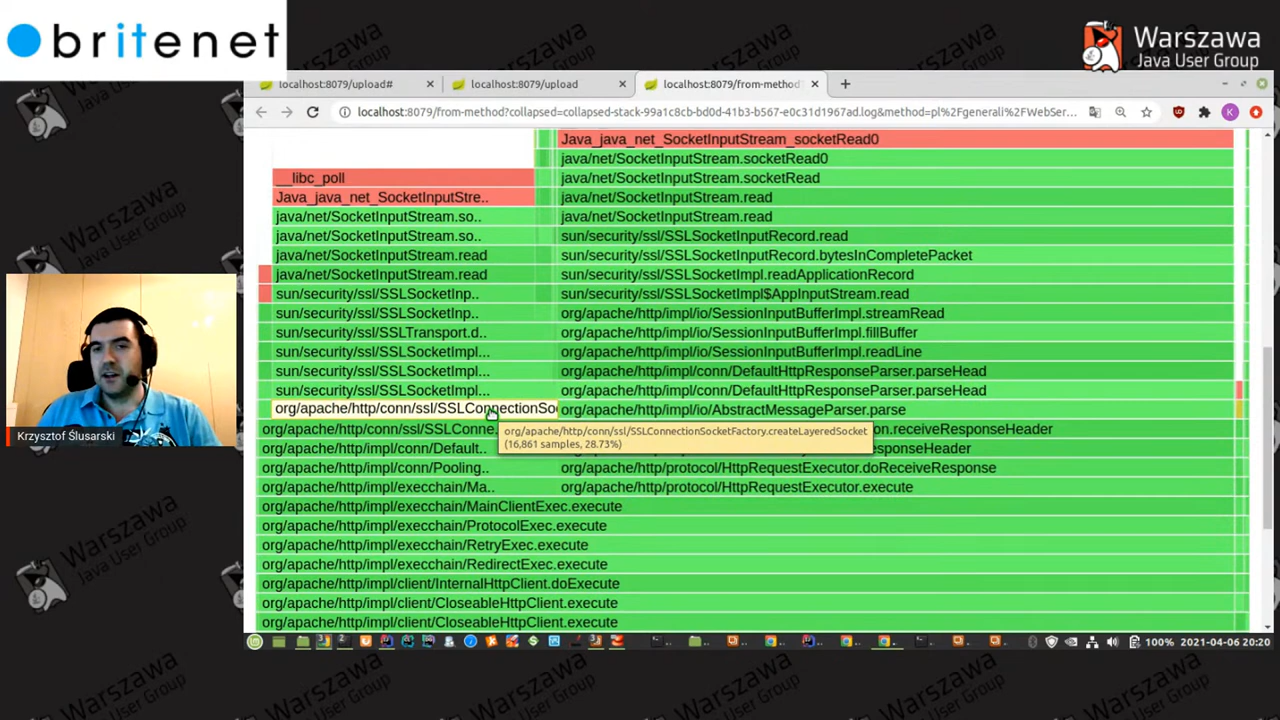 britenet
Warszawa
Java User Group
localhost:8079/upload#
localhost:8079/upload
localhost:8079/from-method?
localhost:8079/from-method?collapsed=collapsed-stack-99a1c8cb-bd0d-41b3-b567-e0c31d1967ad.log&method=pl%2Fgenerali%2FWebSer...
K
Java_java_net_SocketInputStream_socketRead0
java/net/SocketInputStream.socketRead0
__libc_poll
java/net/SocketInputStream.socketRead
Java_java_net_SocketInputStre..
java/net/SocketInputStream.read
java/net/SocketInputStream.so..
java/net/SocketInputStream.read
java/net/SocketInputStream.so..
sun/security/ssl/SSLSocketInputRecord.read
java/net/SocketInputStream.read
sun/security/ssl/SSLSocketInputRecord.bytesInCompletePacket
java/net/SocketInputStream.read
sun/security/ssl/SSLSocketImpl.readApplicationRecord
sun/security/ssl/SSLSocketInp..
sun/security/ssl/SSLSocketImpl$AppInputStream.read
sun/security/ssl/SSLSocketInp..
org/apache/http/impl/io/SessionInputBufferImpl.streamRead
sun/security/ssl/SSLTransport.d..
org/apache/http/impl/io/SessionInputBufferImpl.fillBuffer
sun/security/ssl/SSLSocketImpl...
org/apache/http/impl/io/SessionInputBufferImpl.readLine
sun/security/ssl/SSLSocketImpl...
org/apache/http/impl/conn/DefaultHttpResponseParser.parseHead
sun/security/ssl/SSLSocketImpl...
org/apache/http/impl/conn/DefaultHttpResponseParser.parseHead
org/apache/http/conn/ssl/SSLConnectionSo
org/apache/http/impl/io/AbstractMessageParser.parse
org/apache/http/conn/ssl/SSLConne.
on.receiveResponseHeader
org/apache/http/conn/ssl/SSLConnectionSocketFactory.createLayeredSocket
(16,861 samples, 28.73%)
org/apache/http/impl/conn/Default..
eHeader
org/apache/http/impl/conn/Pooling..
org/apache/http/protocol/HttpRequestExecutor.doReceiveResponse
org/apache/http/impl/execchain/Ma..
org/apache/http/protocol/HttpRequestExecutor.execute
org/apache/http/impl/execchain/MainClientExec.execute
org/apache/http/impl/execchain/ProtocolExec.execute
org/apache/http/impl/execchain/RetryExec.execute
org/apache/http/impl/execchain/RedirectExec.execute
org/apache/http/impl/client/InternalHttpClient.doExecute
org/apache/http/impl/client/CloseableHttpClient.execute
org/apache/http/impl/client/CloseableHttpClient.execute
Krzysztof Ślusarski
100% 2021-04-06 20:20